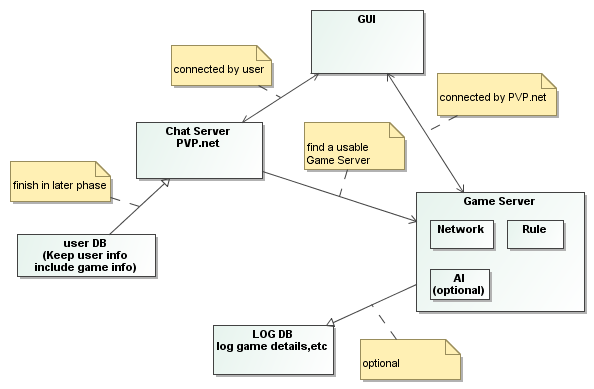 GUI
connected by user
connected by PVP.net
Chat Server
PVP.net
find a usable
Game Server
finish in later phase
Game Server
Network
Rule
user DB
(Keep user info
include game info)
AI
(optional)
LOG DB
log game details,etc
optional